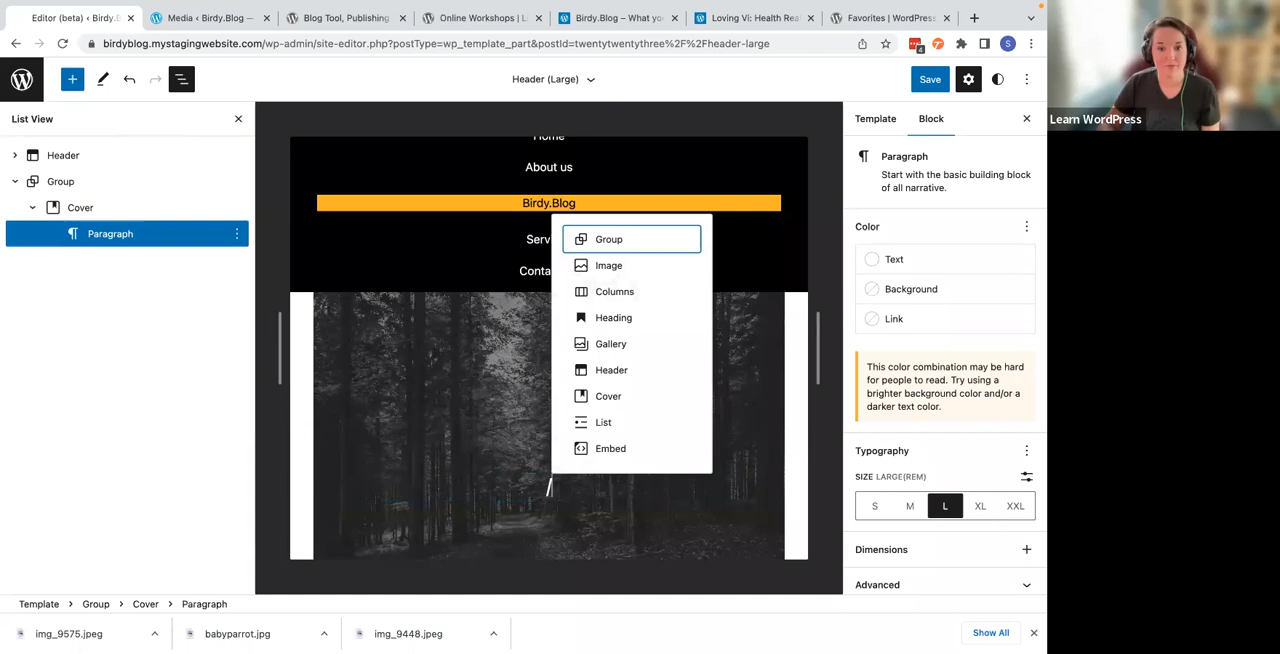 Editor (beta) ‹ Birdy.B
Media ‹ Birdy.Blog —
Blog Tool, Publishing
Online Workshops | L
Birdy.Blog – What yo
Loving Vi: Health Rea
Favorites | WordPress
birdyblog.mystagingwebsite.com/wp-admin/site-editor.php?postType=wp_template_part&postId=twentytwentythree%2F%2Fheader-large
4
S
Header (Large)
Save
List View
Header
Group
Cover
Paragraph
Home
About us
Birdy.Blog
Serv
Conta
/
Group
Image
Columns
Heading
Gallery
Header
Cover
List
Embed
Template
Block
Paragraph
Start with the basic building block
of all narrative.
Color
Text
Background
Link
This color combination may be hard
for people to read. Try using a
brighter background color and/or a
darker text color.
Typography
SIZE LARGE(REM)
S M L XL XXL
Dimensions
Advanced
Template > Group > Cover > Paragraph
img_9575.jpeg
babyparrot.jpg
img_9448.jpeg
Show All
Learn WordPress